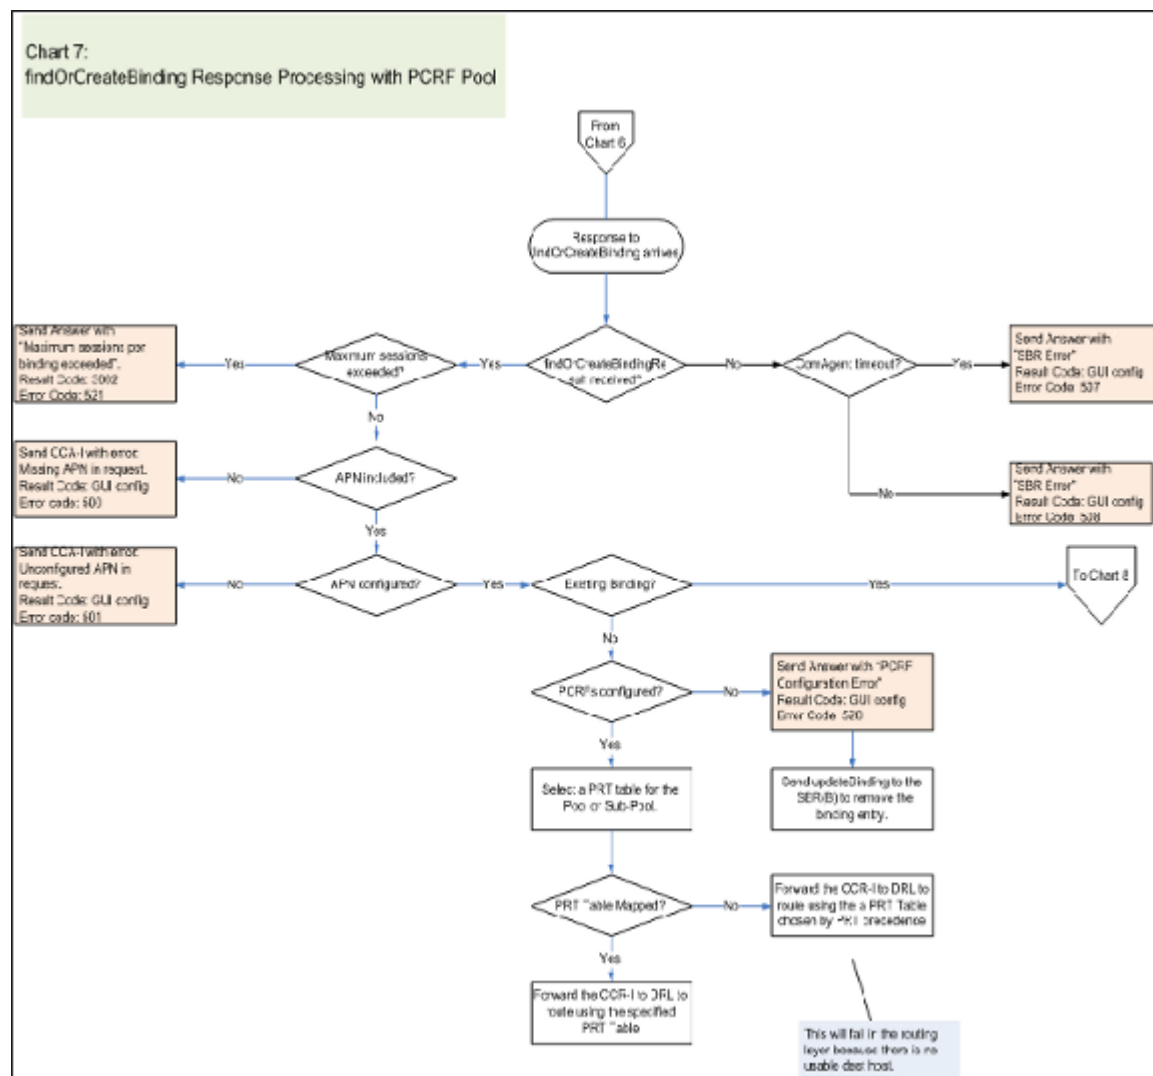 Chart 7:
findOrCreateBinding Response Processing with PCRF Pool
From
Chart 6
Response to
findOrCreateBinding arrives
Send Answer with
"Maximum sessions per
binding exceeded".
Result Code: 3002
Error Code: 521
Yes
Maximum sessions
exceeded?
Yes
findOrCreateBindingRe
sult received?
No
ComAgent timeout?
Yes
Send Answer with
"SBR Error"
Result Code: GUI config
Error Code: 507
No
Send CCA-I with error:
Missing APN in request.
Result Code: GUI config
Error code: 500
No
APN included?
No
Send Answer with
"SBR Error"
Result Code: GUI config
Error Code: 508
Yes
Send CCA-I with error:
Unconfigured APN in
request.
Result Code: GUI config
Error code: 501
No
APN configured?
Yes
Existing Binding?
Yes
To Chart 8
No
PCRFs configured?
No
Send Answer with "PCRF
Configuration Error"
Result Code: GUI config
Error Code: 520
Yes
Select a PRT table for the
Pool or Sub-Pool.
Send updateBinding to the
SBR(B) to remove the
binding entry.
PRT Table Mapped?
No
Forward the CCR-I to DRL to
route using the a PRT Table
chosen by PRT precedence
Yes
Forward the CCR-I to DRL to
route using the specified
PRT Table
This will fail in the routing
layer because there is no
usable dest host.